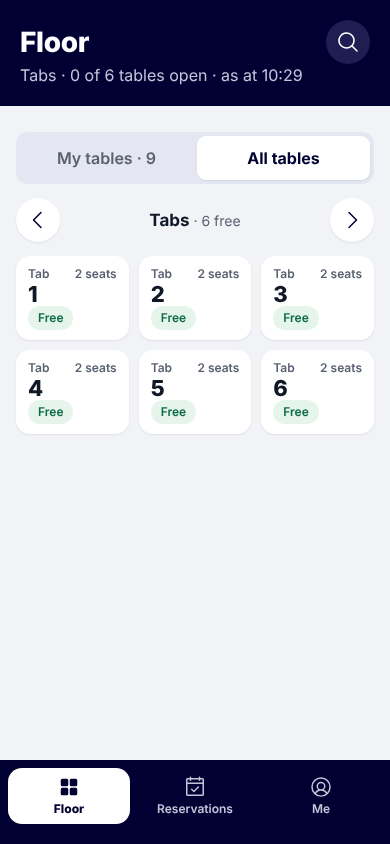 Floor
Tabs · 0 of 6 tables open · as at 10:29
My tables · 9
All tables
Tabs · 6 free
Tab 2 seats
1
Free
Tab 2 seats
2
Free
Tab 2 seats
3
Free
Tab 2 seats
4
Free
Tab 2 seats
5
Free
Tab 2 seats
6
Free
Floor
Reservations
Me